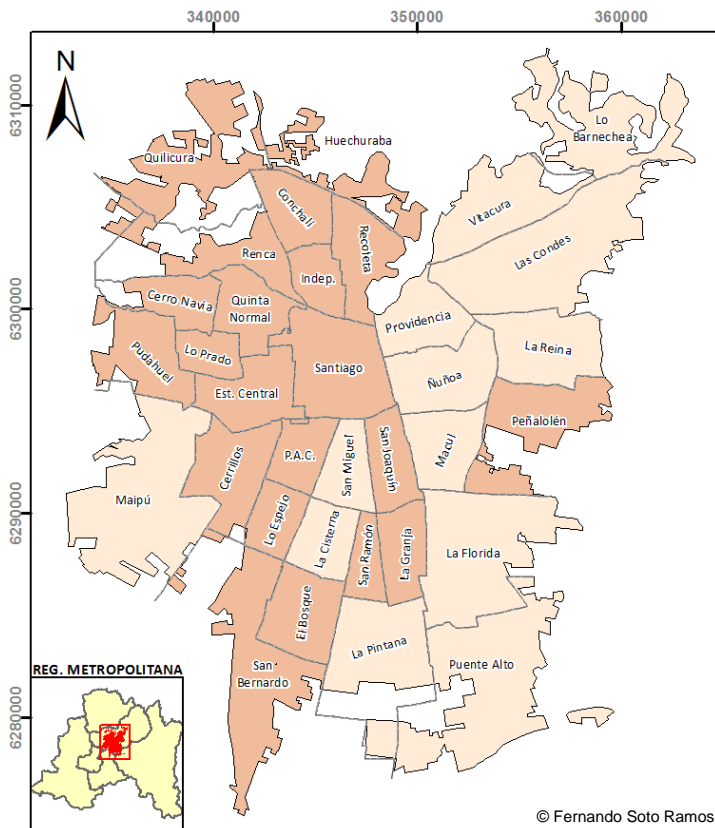 340000
350000
360000
N
6310000
6300000
6290000
6280000
Lo
Barnechea
Huechuraba
Quilicura
Conchalí
Vitacura
Recoleta
Las Condes
Renca
Indep.
Cerro Navia
Quinta
Normal
Providencia
Pudahuel
Lo Prado
La Reina
Santiago
Ñuñoa
Est. Central
Peñalolén
San Miguel
San Joaquín
Macul
Cerrillos
P.A.C.
Maipú
Lo Espejo
La Cisterna
San Ramón
La Granja
La Florida
El Bosque
La Pintana
San
Bernardo
Puente Alto
REG. METROPOLITANA
© Fernando Soto Ramos